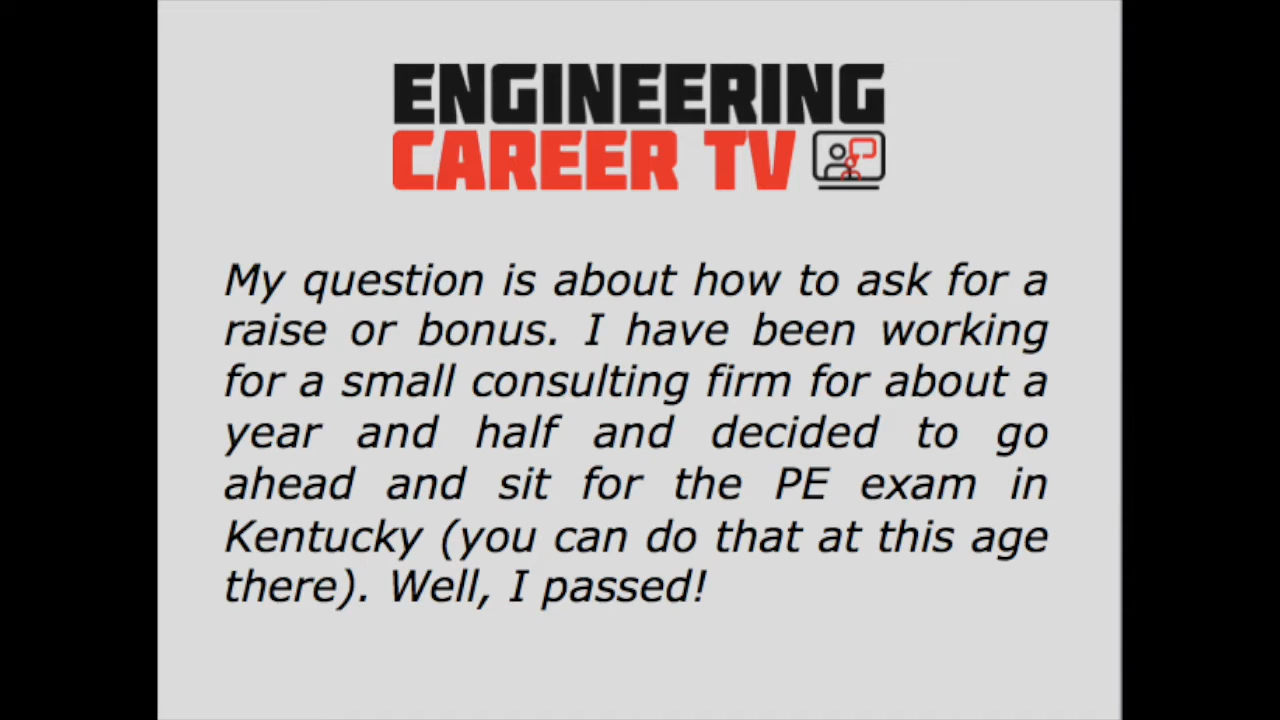 ENGINEERING
CAREER TV
My question is about how to ask for a
raise or bonus. I have been working
for a small consulting firm for about a
year and half and decided to go
ahead and sit for the PE exam in
Kentucky (you can do that at this age
there). Well, I passed!